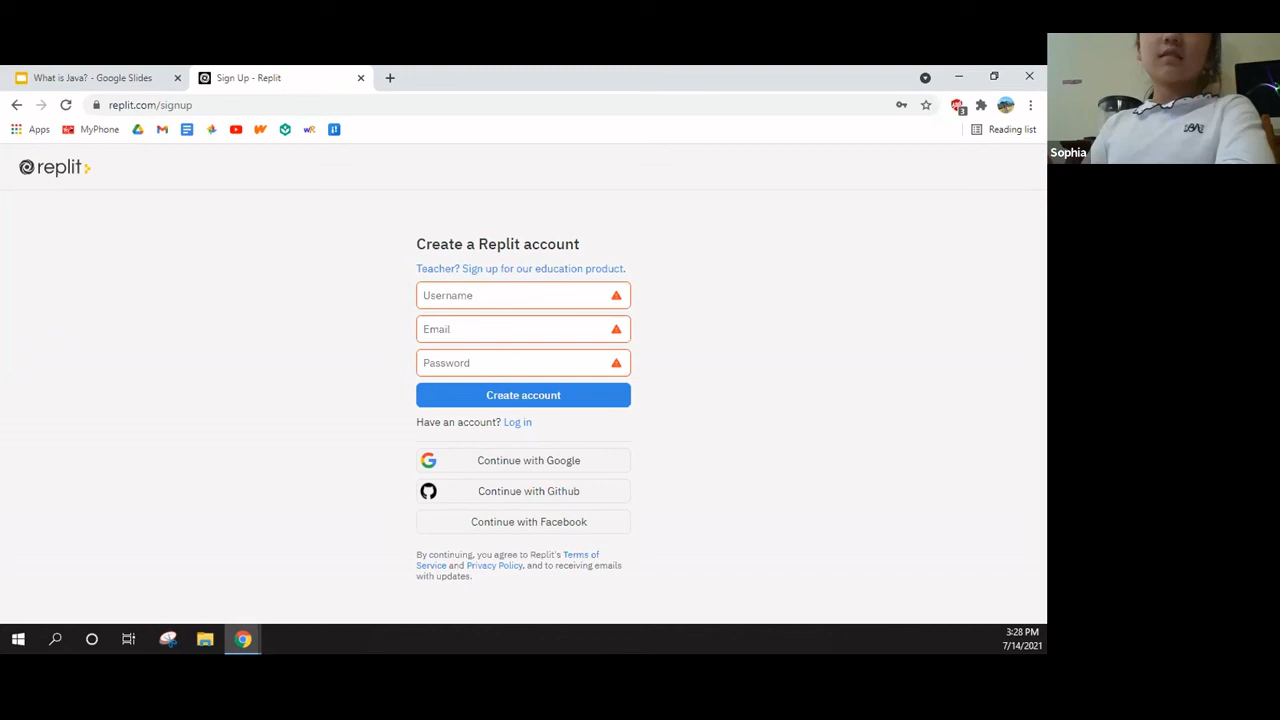 What is Java? - Google Slides
Sign Up - Replit
replit.com/signup
3
Apps
MyPhone
Reading list
replit
Create a Replit account
Teacher? Sign up for our education product.
Username
Email
Password
Create account
Have an account? Log in
Continue with Google
Continue with Github
Continue with Facebook
By continuing, you agree to Replit's Terms of
Service and Privacy Policy, and to receiving emails
with updates.
3:28 PM
7/14/2021
Sophia